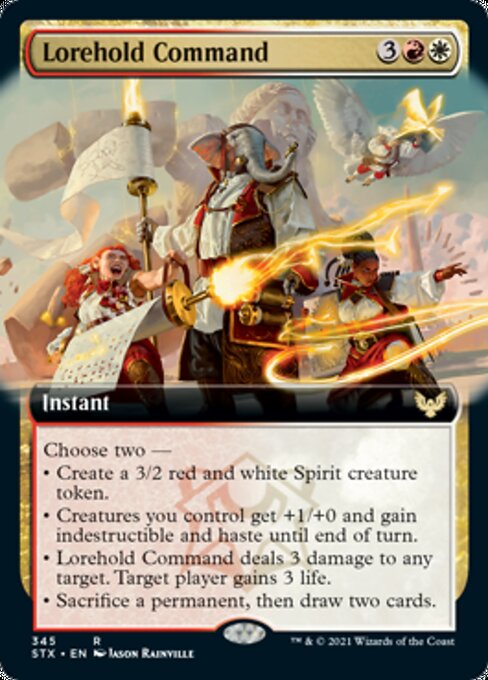 Lorehold Command 3
Instant
Choose two —
• Create a 3/2 red and white Spirit creature
token.
• Creatures you control get +1/+0 and gain
indestructible and haste until end of turn.
• Lorehold Command deals 3 damage to any
target. Target player gains 3 life.
• Sacrifice a permanent, then draw two cards.
345 R
STX • EN Jason Rainville
™ & © 2021 Wizards of the Coast